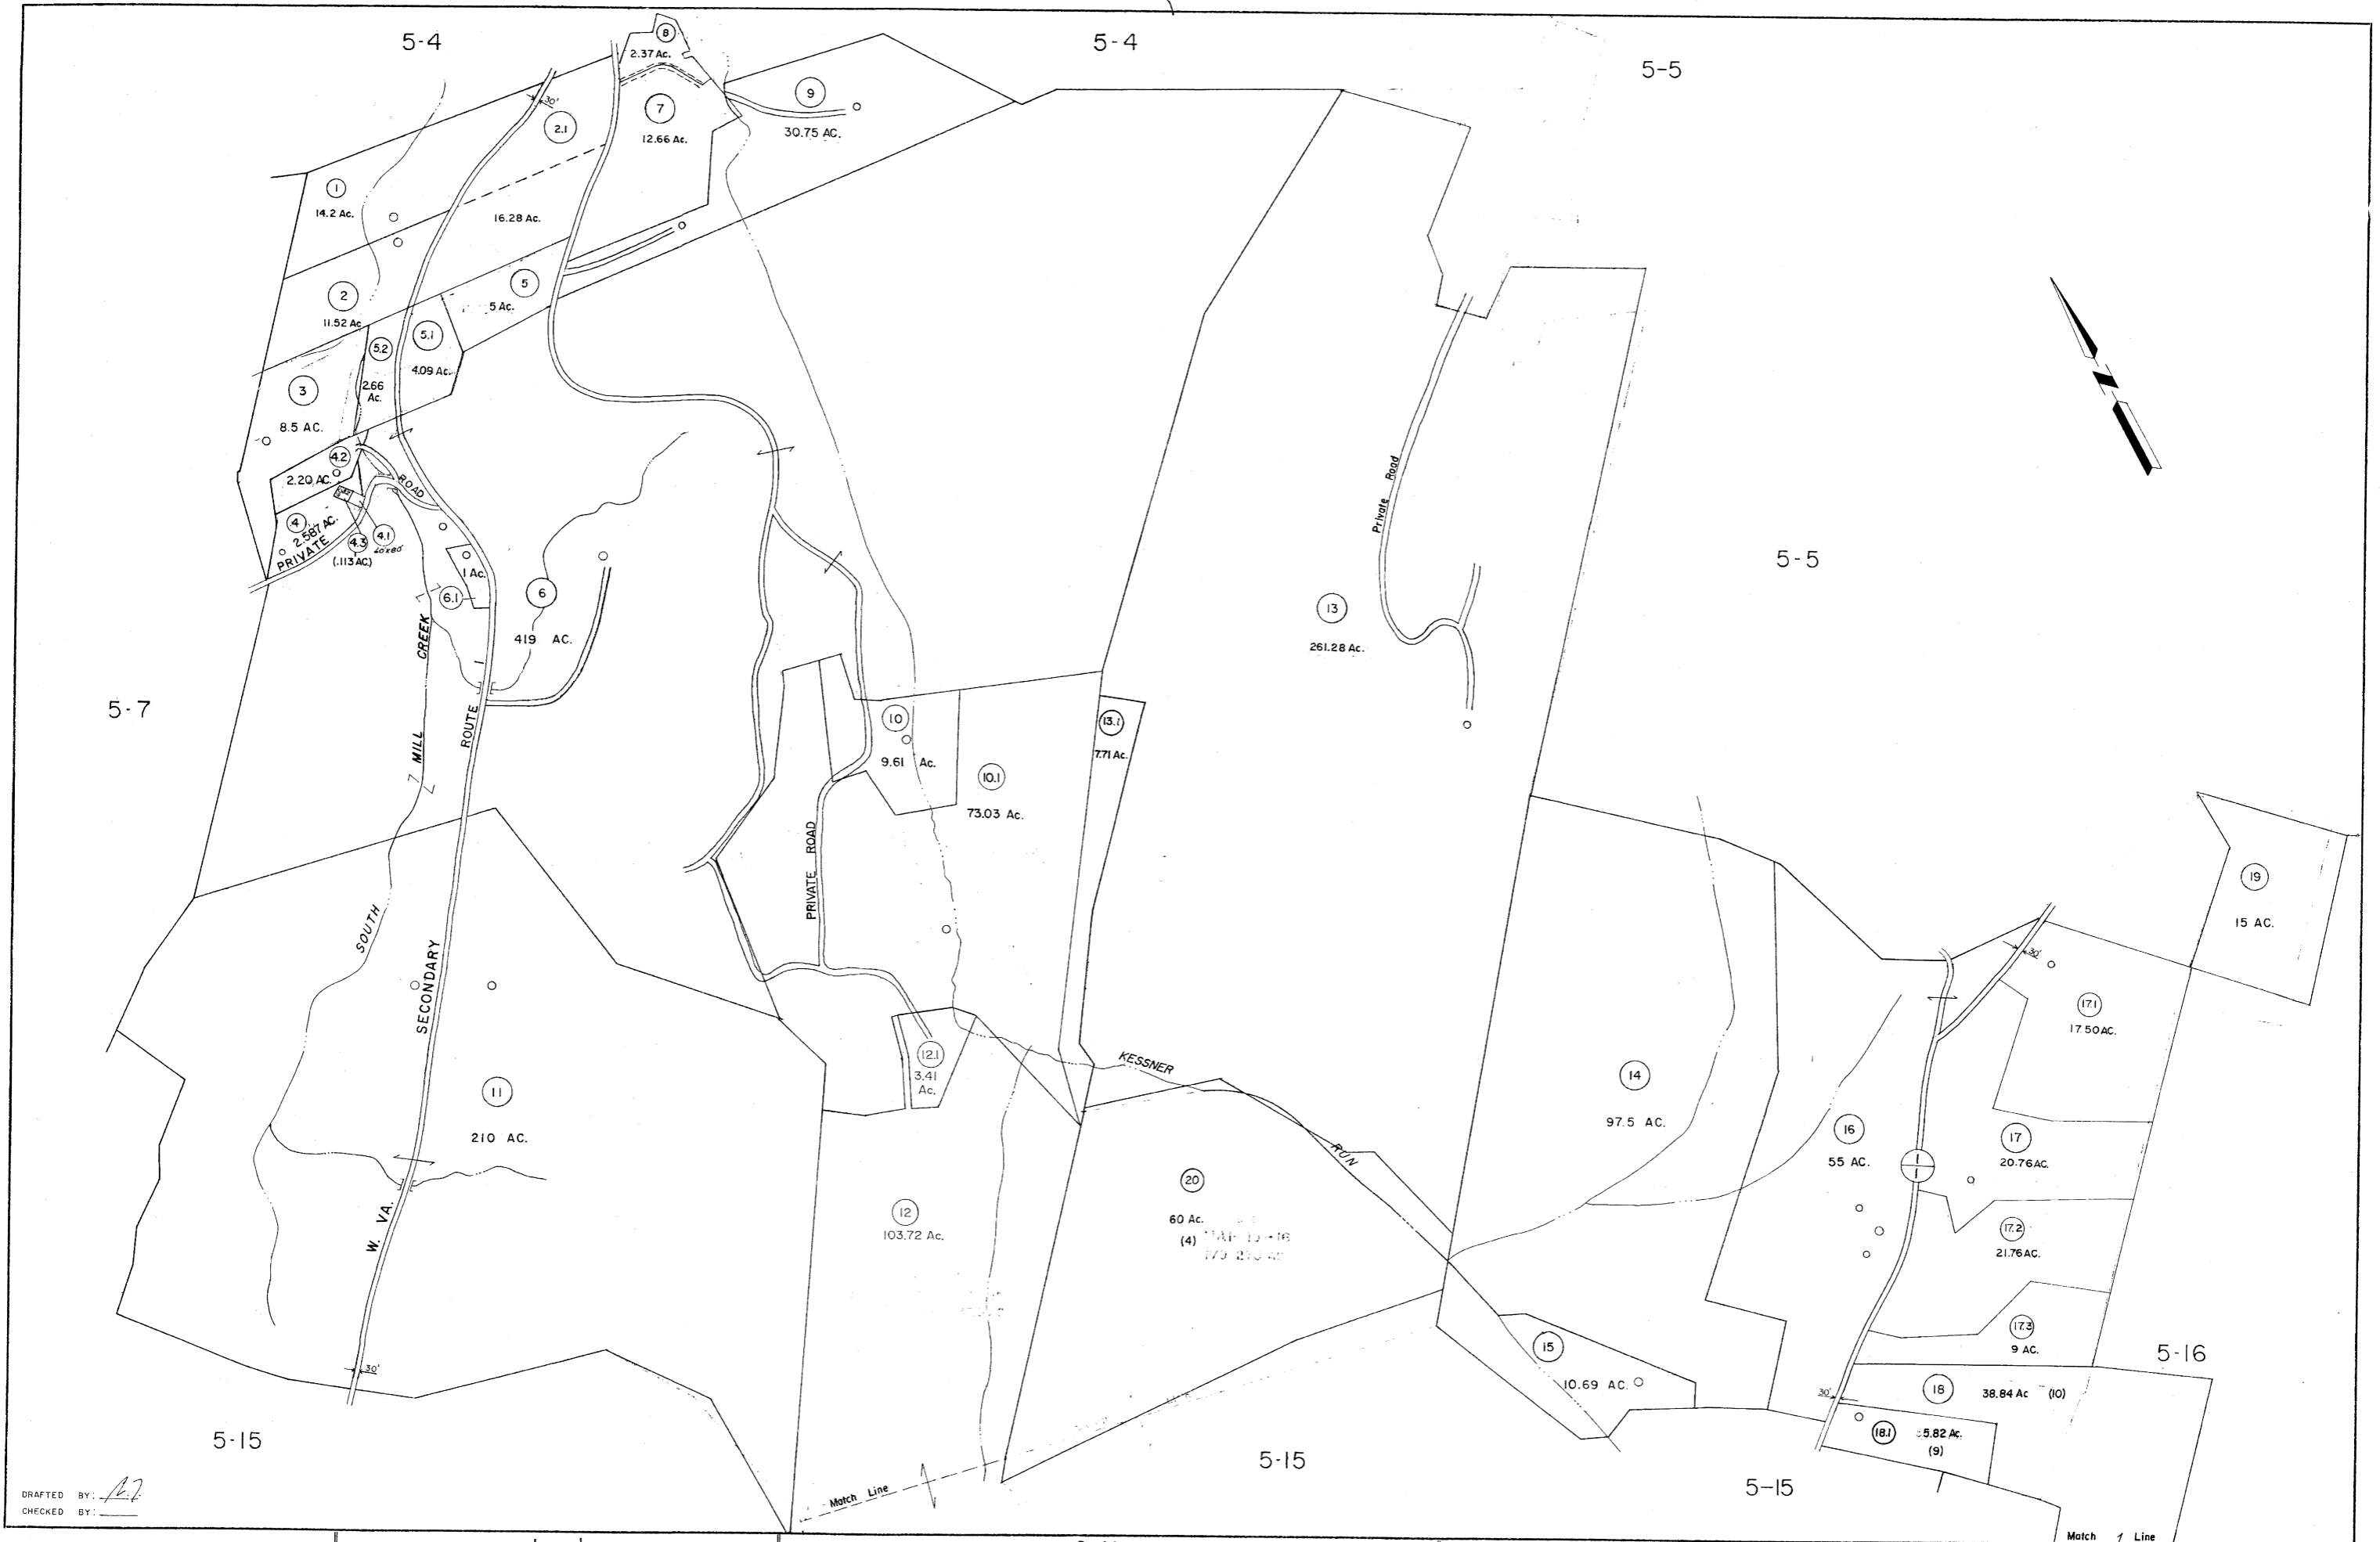 5-4
5-4
5-5
8
2.37 Ac.
30'
2.1
7
12.66 Ac.
9
30.75 AC.
1
14.2 Ac.
16.28 Ac.
2
11.52 Ac
5
5 Ac.
5.2
2.66
Ac.
5.1
4.09 Ac.
3
8.5 AC.
4.2
2.20 AC.
4
2.587 AC.
PRIVATE
ROAD
4.3
(.113 AC.)
4.1
40'x80'
1 Ac.
6.1
6
419 AC.
Private Road
5-5
13
261.28 Ac.
5-7
SOUTH MILL CREEK
W. VA. SECONDARY ROUTE
10
9.61 Ac.
10.1
73.03 Ac.
13.1
7.71 Ac.
PRIVATE ROAD
19
15 AC.
30'
17.1
17.50 AC.
11
210 AC.
12.1
3.41
Ac.
KESSNER RUN
14
97.5 AC.
16
55 AC.
1
1
17
20.76 AC.
12
103.72 Ac.
20
60 Ac.
(4)
17.2
21.76 AC.
17.3
9 AC.
5-16
15
10.69 AC.
30'
18
38.84 Ac (10)
18.1
5.82 Ac.
(9)
30'
5-15
5-15
5-15
Match Line
DRAFTED BY:
CHECKED BY:
Match Line